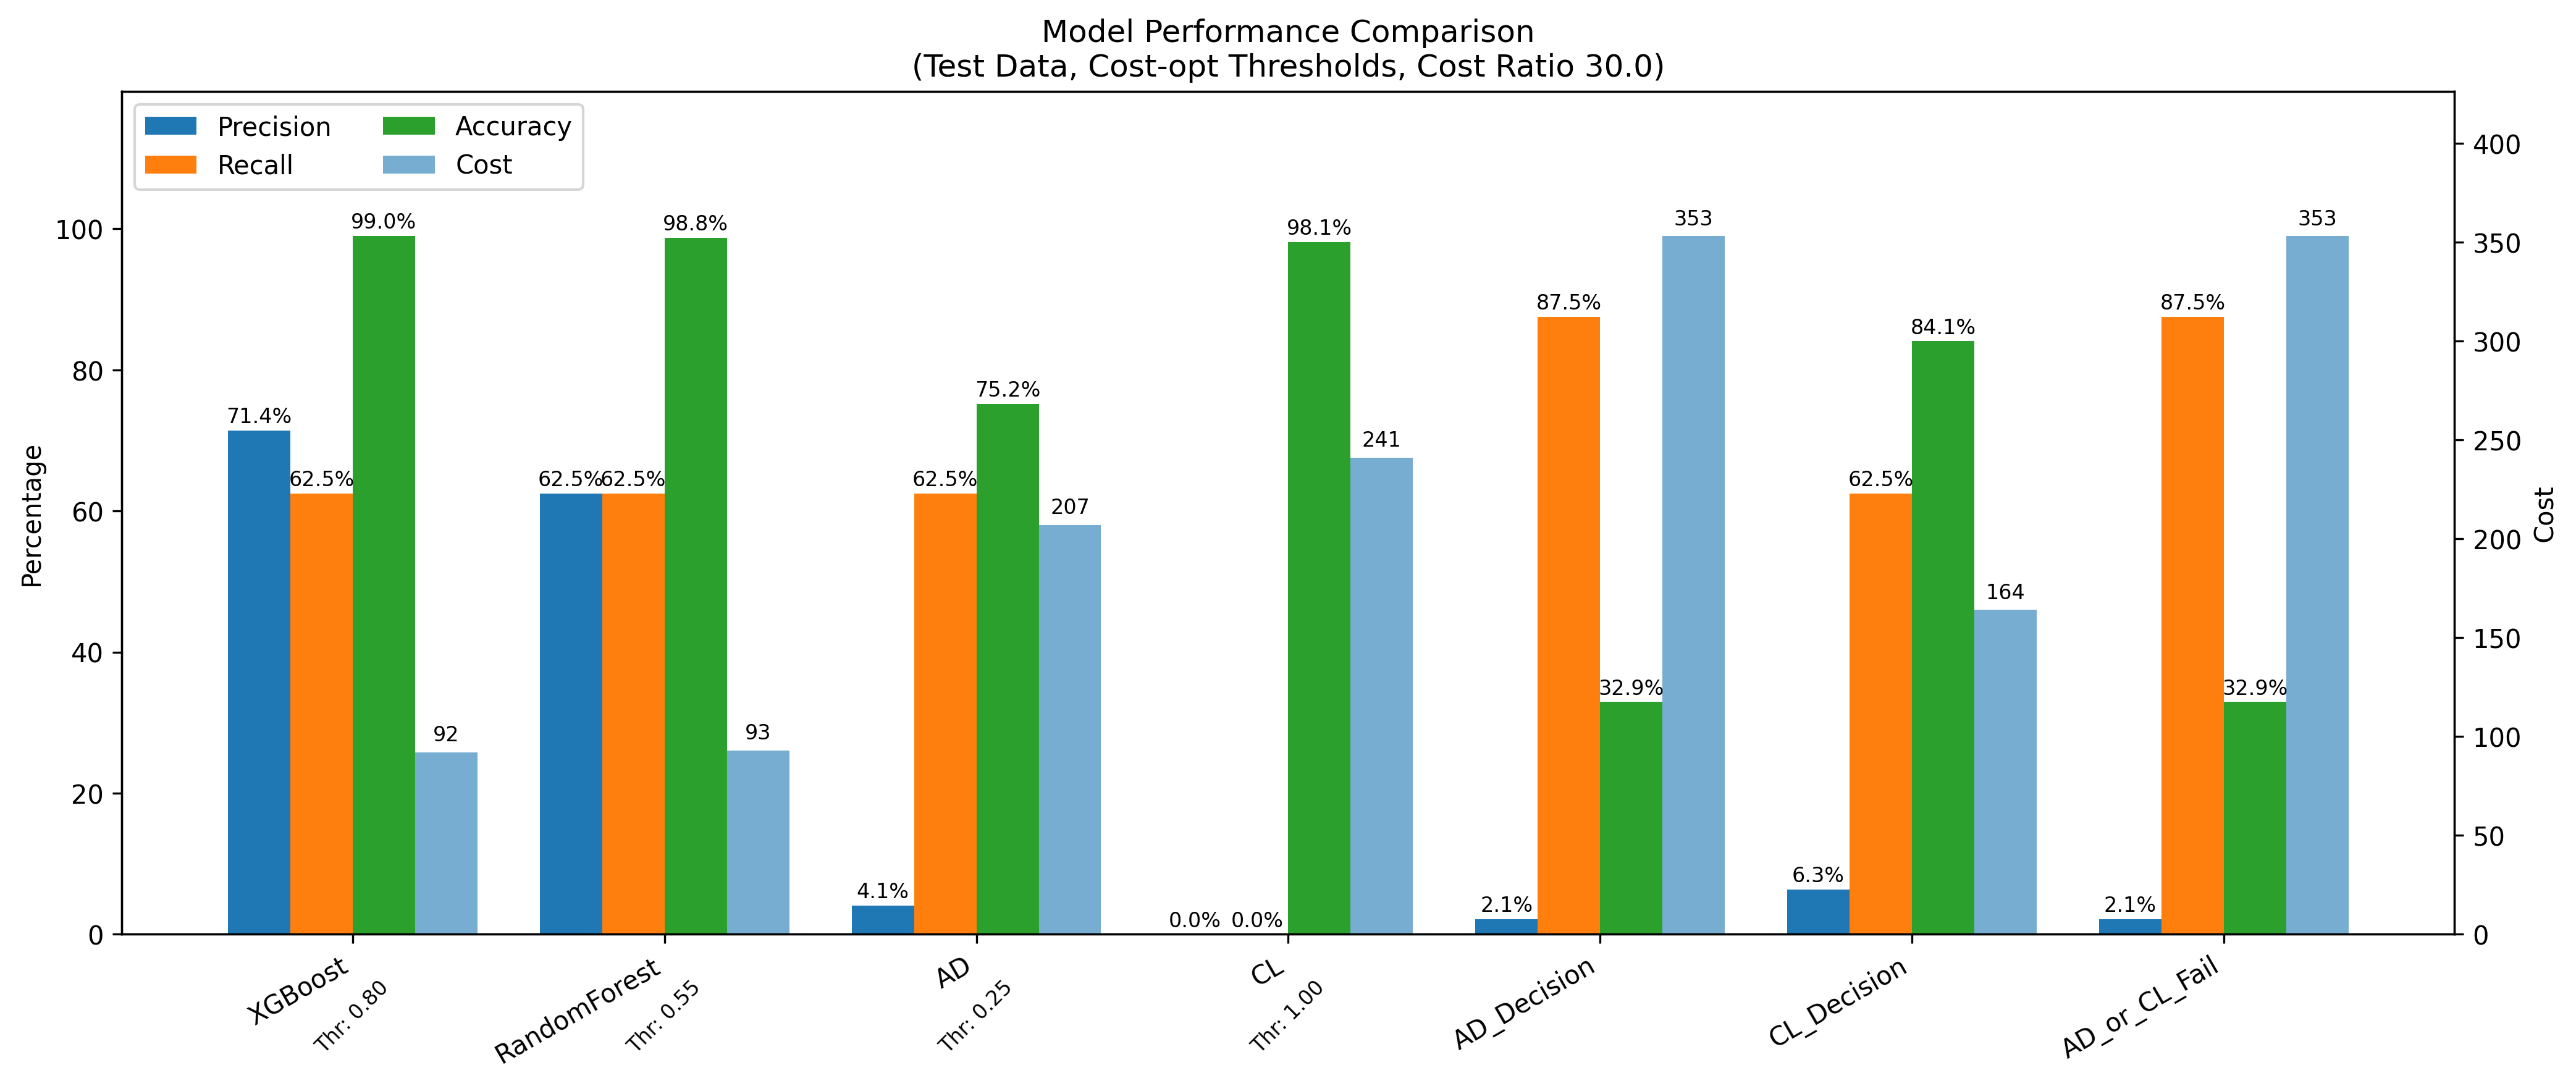 Model Performance Comparison
(Test Data, Cost-opt Thresholds, Cost Ratio 30.0)
Precision
Recall
Accuracy
Cost
Percentage
100
80
60
40
20
0
Cost
400
350
300
250
200
150
100
50
0
71.4%
62.5%
99.0%
92
62.5%
62.5%
98.8%
93
4.1%
62.5%
75.2%
207
0.0%
0.0%
98.1%
241
2.1%
87.5%
32.9%
353
6.3%
62.5%
84.1%
164
2.1%
87.5%
32.9%
353
XGBoost
Thr: 0.80
RandomForest
Thr: 0.55
AD
Thr: 0.25
CL
Thr: 1.00
AD_Decision
CL_Decision
AD_or_CL_Fail